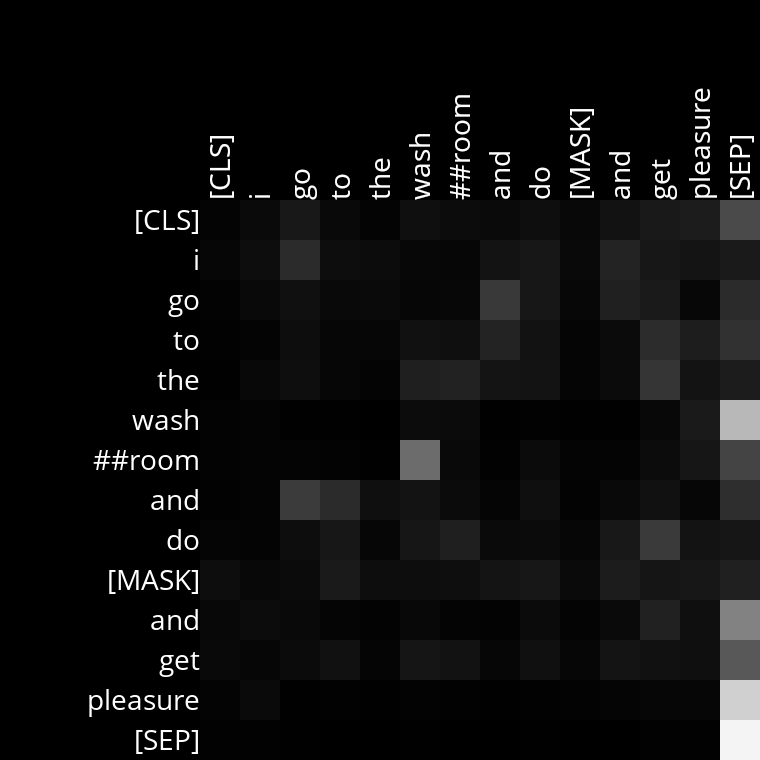 [CLS] i go to the wash ##room and do [MASK] and get pleasure [SEP]
[CLS]
i
go
to
the
wash
##room
and
do
[MASK]
and
get
pleasure
[SEP]